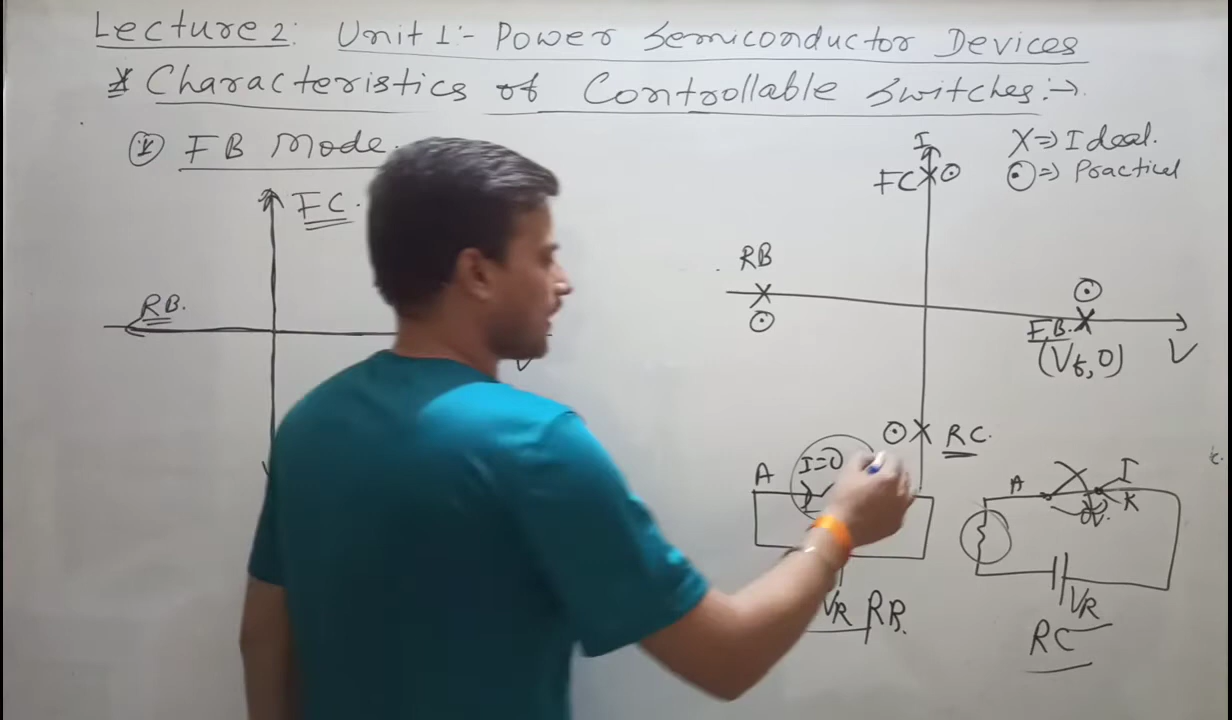 Lecture 2: Unit 1:- Power Semiconductor Devices
* Characteristics of Controllable Switches:→
① FB Mode.
FC.
RB.
V
I
X => Ideal.
⊙ => Practical
FC
RB
F.B.
(Vf, 0)
V
RC.
A
I=0
VR
RB.
A
I
K
0V.
VR
RC